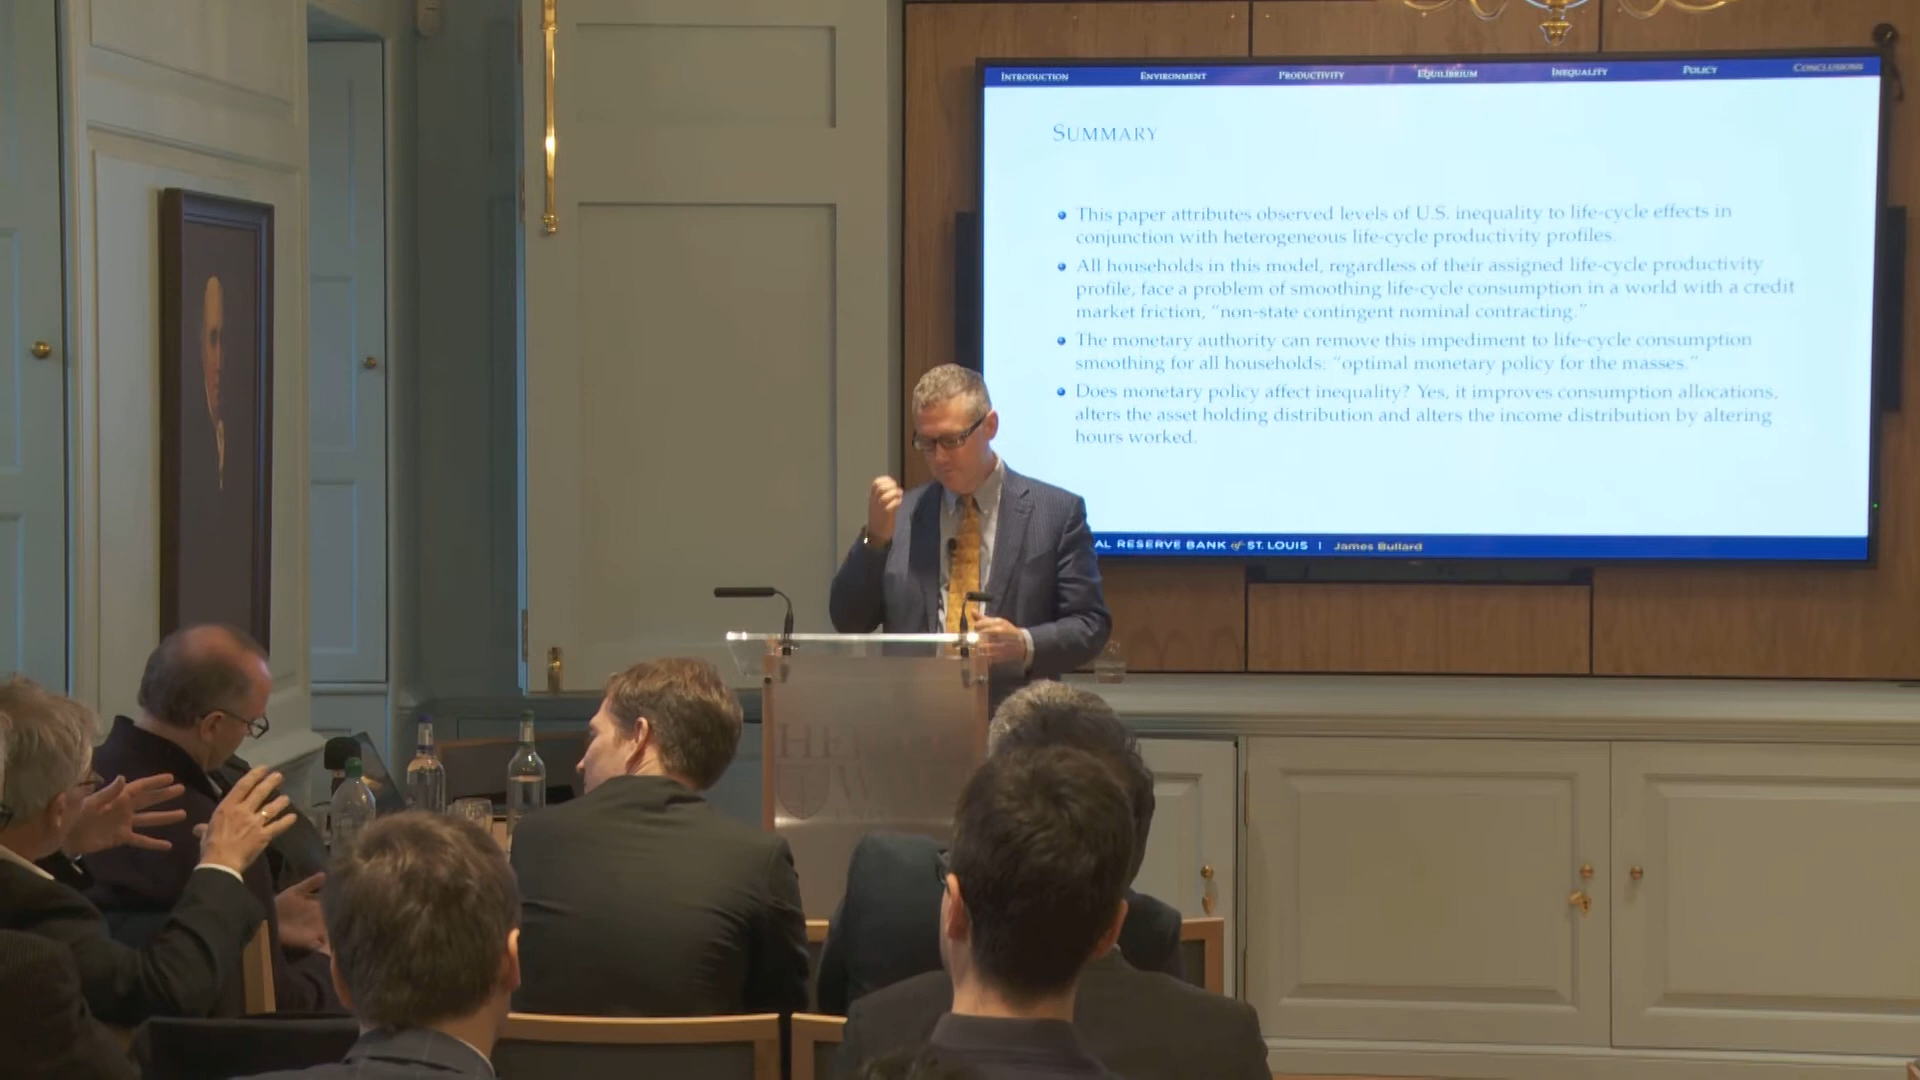 INTRODUCTION ENVIRONMENT PRODUCTIVITY EQUILIBRIUM INEQUALITY POLICY CONCLUSIONS
SUMMARY
This paper attributes observed levels of U.S. inequality to life-cycle effects in
conjunction with heterogeneous life-cycle productivity profiles.
All households in this model, regardless of their assigned life-cycle productivity
profile, face a problem of smoothing life-cycle consumption in a world with a credit
market friction, “non-state contingent nominal contracting.”
The monetary authority can remove this impediment to life-cycle consumption
smoothing for all households: “optimal monetary policy for the masses.”
Does monetary policy affect inequality? Yes, it improves consumption allocations,
alters the asset holding distribution and alters the income distribution by altering
hours worked.
AL RESERVE BANK of ST. LOUIS | James Bullard